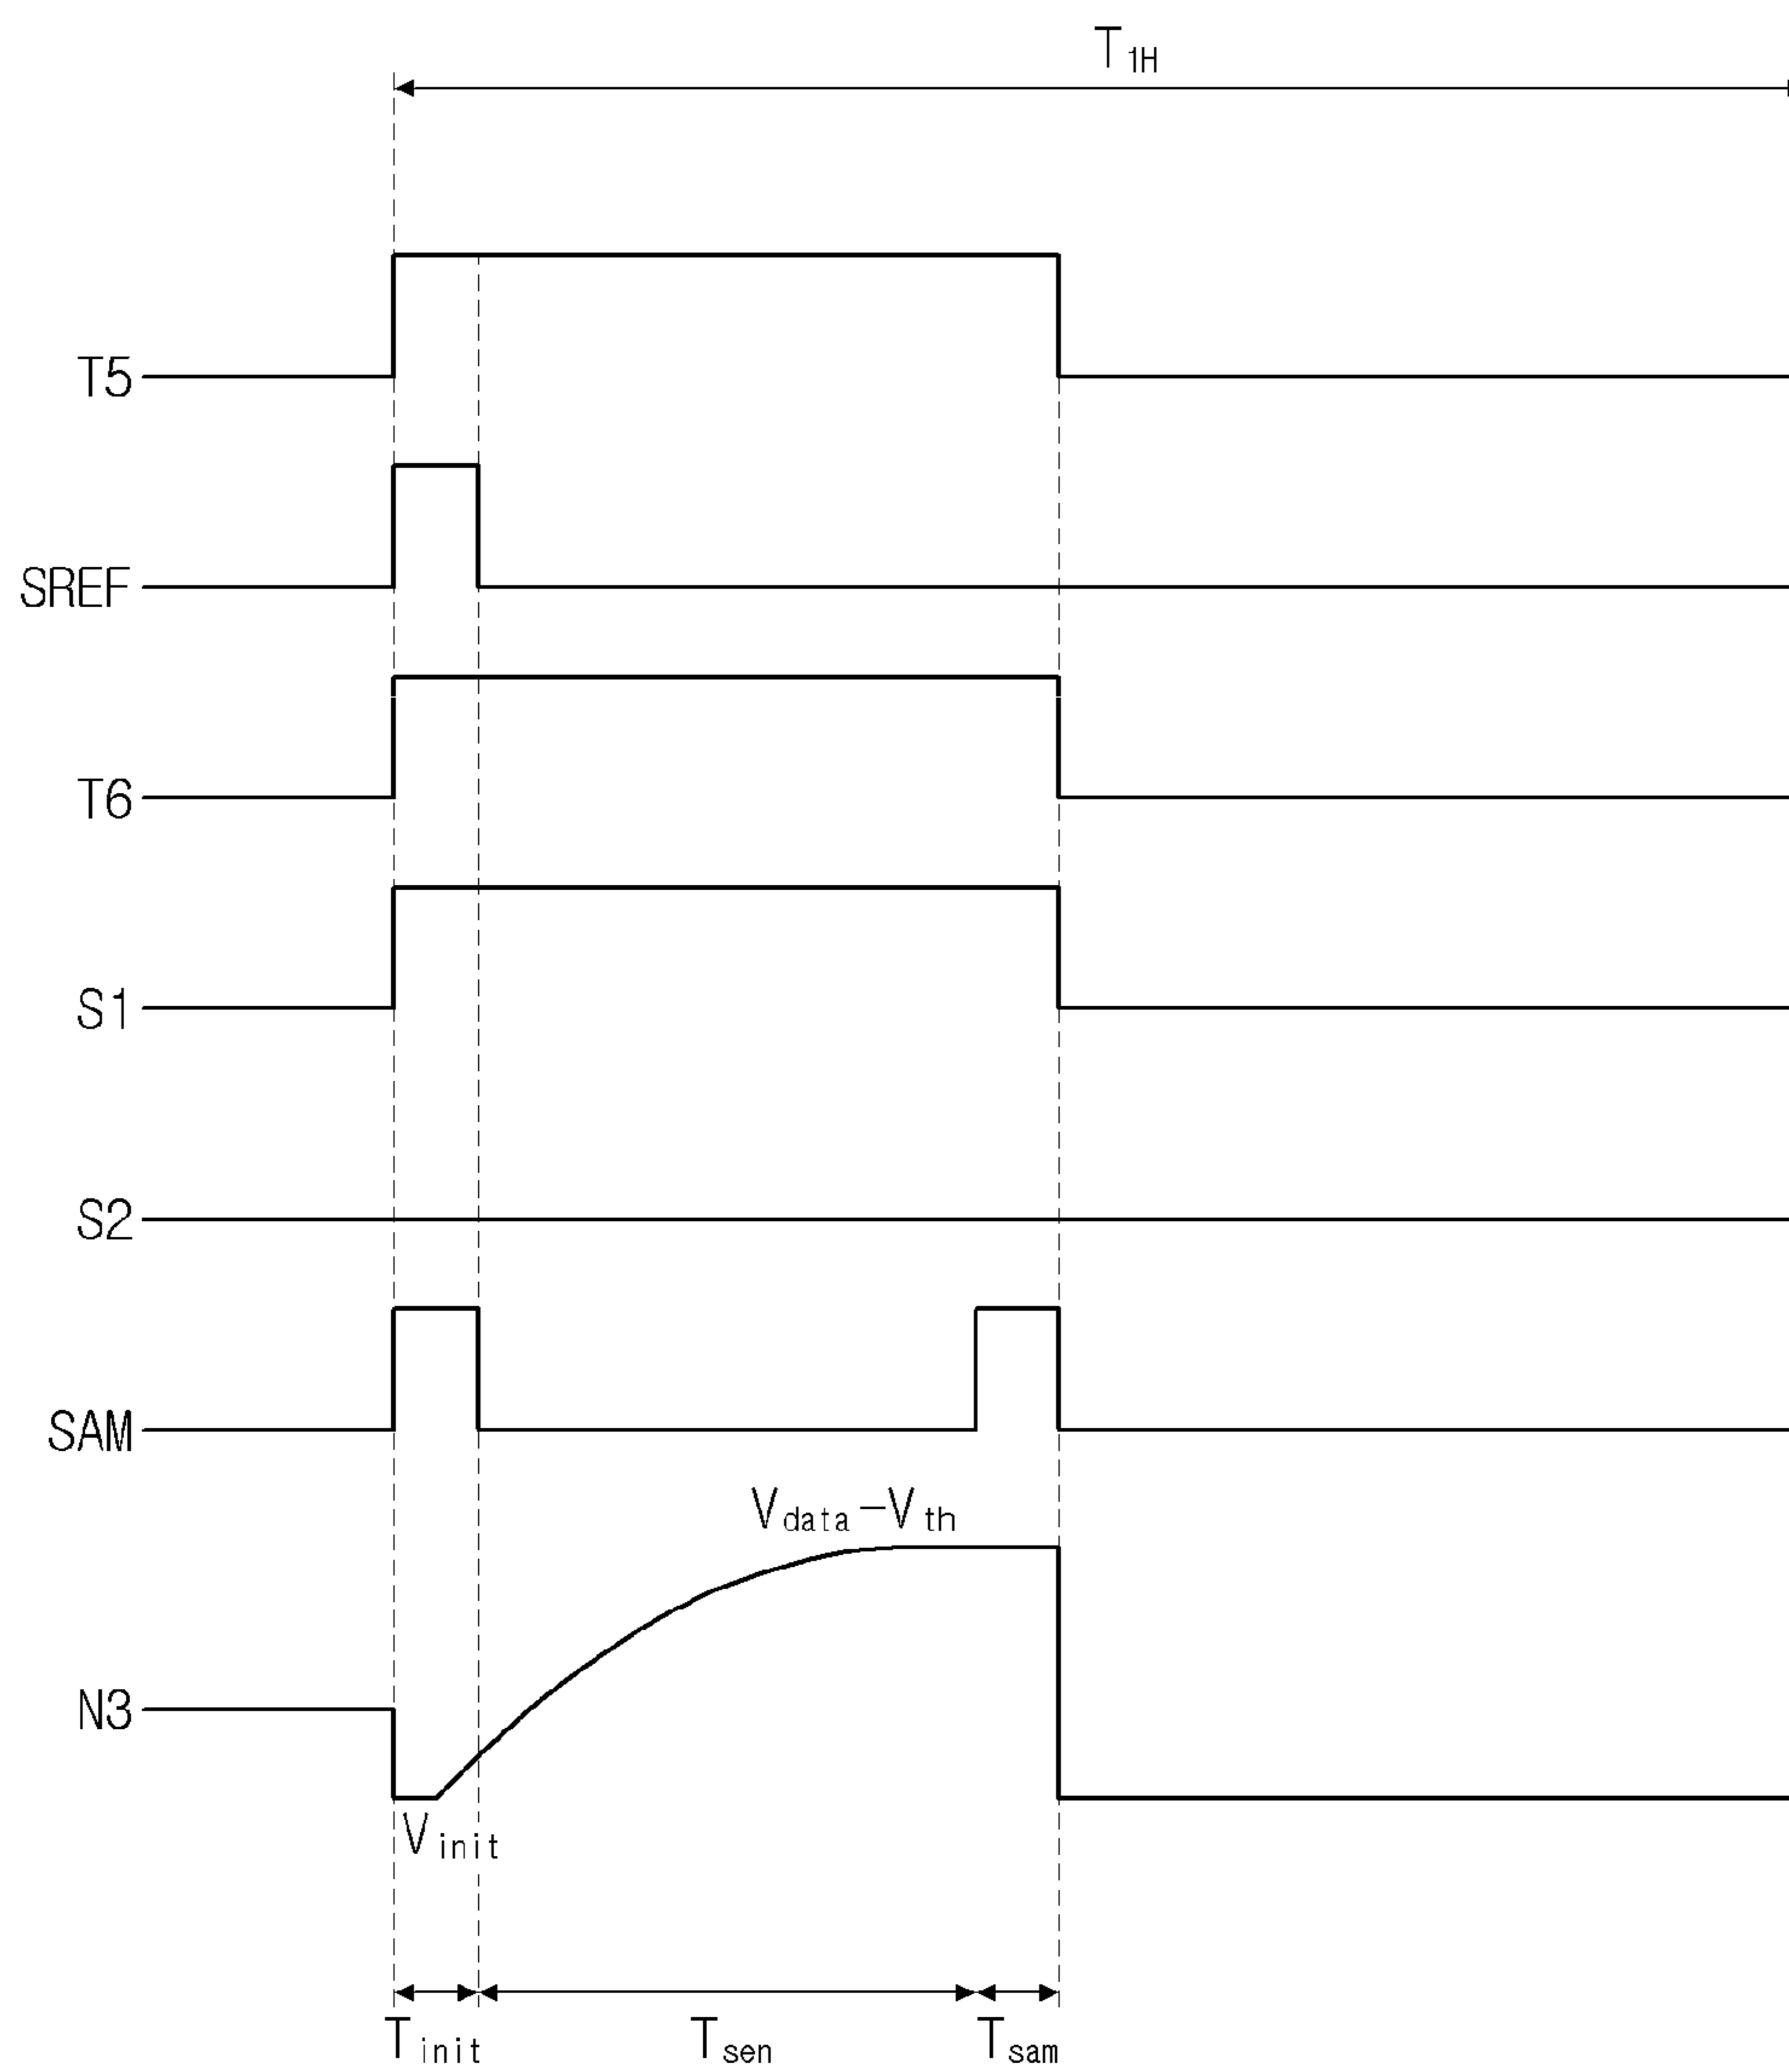 T1H
T5
SREF
T6
S1
S2
SAM
Vdata-Vth
N3
Vinit
Tinit Tsen Tsam